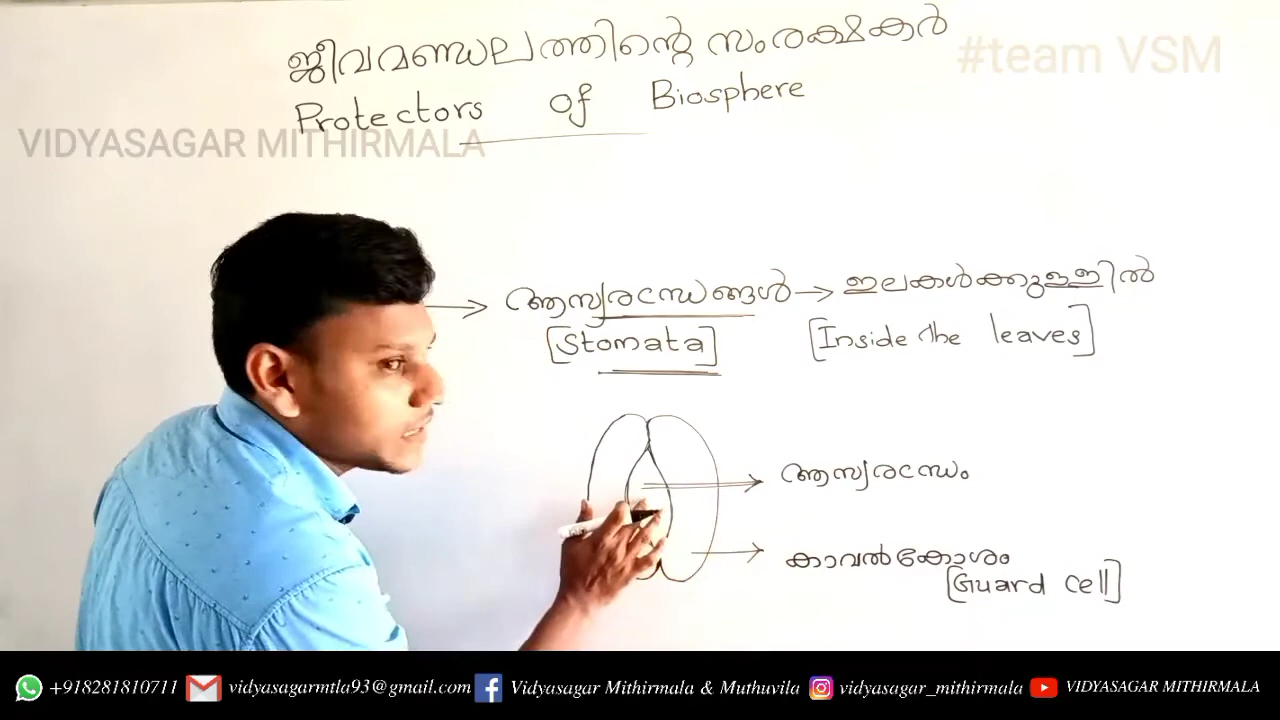 ജീവമണ്ഡലത്തിന്റെ സംരക്ഷകർ
#team VSM
Protectors of Biosphere
VIDYASAGAR MITHIRMALA
ആസ്യരന്ധ്രങ്ങൾ → ഇലകൾക്കുള്ളിൽ
[Stomata] [Inside the leaves]
ആസ്യരന്ധ്രം
കാവൽകോശം
[Guard cell]
+918281810711 vidyasagarmtla93@gmail.com Vidyasagar Mithirmala & Muthuvila vidyasagar_mithirmala VIDYASAGAR MITHIRMALA